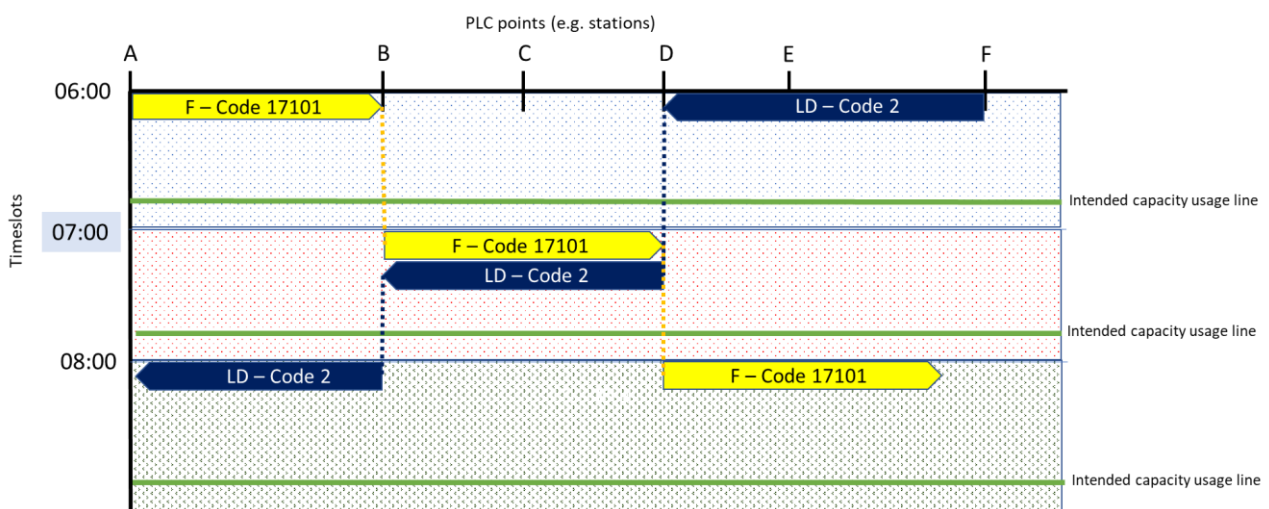 PLC points (e.g. stations)
A B C D E F
06:00
F – Code 17101
LD – Code 2
Intended capacity usage line
Timeslots
07:00
F – Code 17101
LD – Code 2
Intended capacity usage line
08:00
LD – Code 2
F – Code 17101
Intended capacity usage line